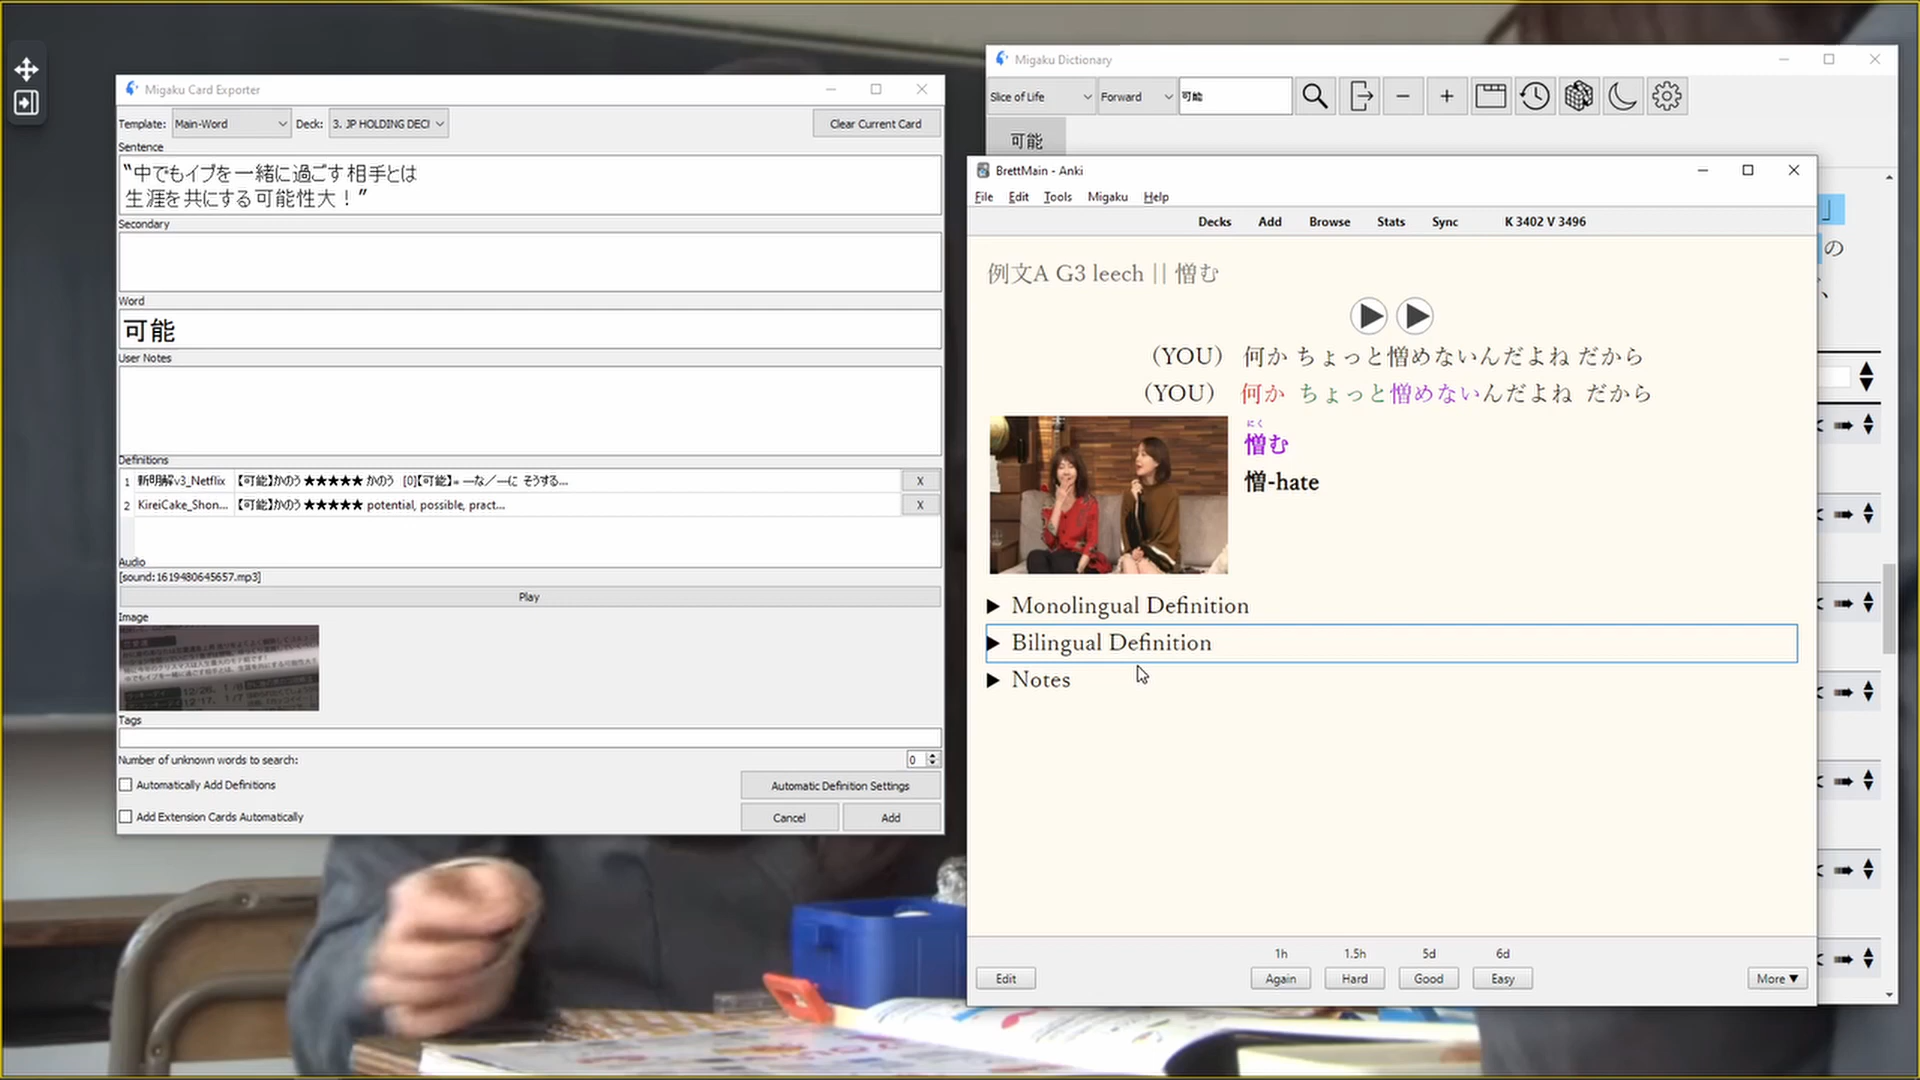 Migaku Card Exporter
Template: Main-Word Deck: 3. JP HOLDING DECI Clear Current Card
Sentence
“中でもイブを一緒に過ごす相手とは
生涯を共にする可能性大！”
Secondary
Word
可能
User Notes
Definitions
1 新明解v3_Netflix 【可能】かのう ★★★★★ かのう [0]【可能】= ―な／―に そうする...
2 KireiCake_Shon... 【可能】かのう ★★★★★ potential, possible, pract...
X
X
Audio
[sound:1619480645657.mp3]
Play
Image
Tags
Number of unknown words to search: 0
Automatically Add Definitions
Automatic Definition Settings
Add Extension Cards Automatically
Cancel Add
Migaku Dictionary
Slice of Life Forward 可能
可能
」
の
、
BrettMain - Anki
File Edit Tools Migaku Help
Decks Add Browse Stats Sync K 3402 V 3496
例文A G3 leech || 憎む
（YOU） 何か ちょっと憎めないんだよね だから
（YOU） 何か ちょっと憎めないんだよね だから
にく
憎む
憎-hate
Monolingual Definition
Bilingual Definition
Notes
1h 1.5h 5d 6d
Edit Again Hard Good Easy More ▼